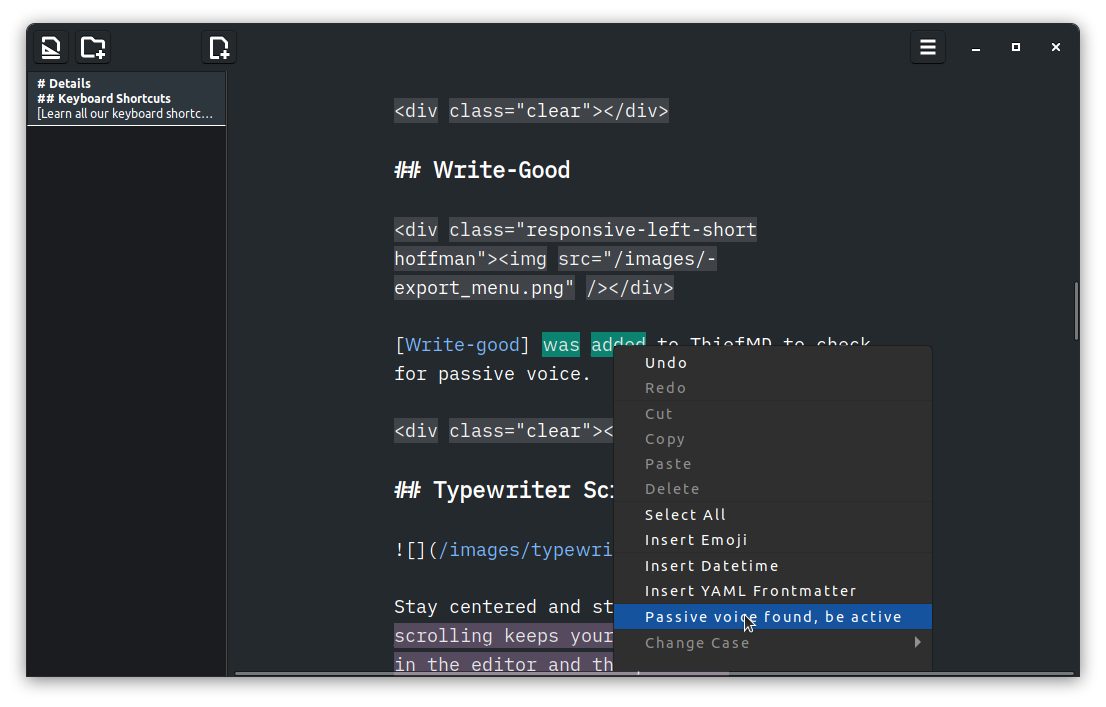 # Details
## Keyboard Shortcuts
[Learn all our keyboard shortc...
<div class="clear"></div>
## Write-Good
<div class="responsive-left-short
hoffman"><img src="/images/-
export_menu.png" /></div>
[Write-good] was added to ThiefMD to check
for passive voice.
<div class="clear"><
## Typewriter Scr
![](/images/typewri
Stay centered and st
scrolling keeps your
in the editor and th
Undo
Redo
Cut
Copy
Paste
Delete
Select All
Insert Emoji
Insert Datetime
Insert YAML Frontmatter
Passive voice found, be active
Change Case